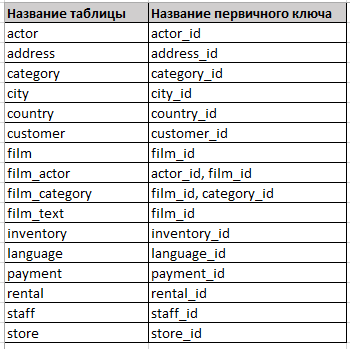 Название таблицы Название первичного ключа
actor actor_id
address address_id
category category_id
city city_id
country country_id
customer customer_id
film film_id
film_actor actor_id, film_id
film_category film_id, category_id
film_text film_id
inventory inventory_id
language language_id
payment payment_id
rental rental_id
staff staff_id
store store_id